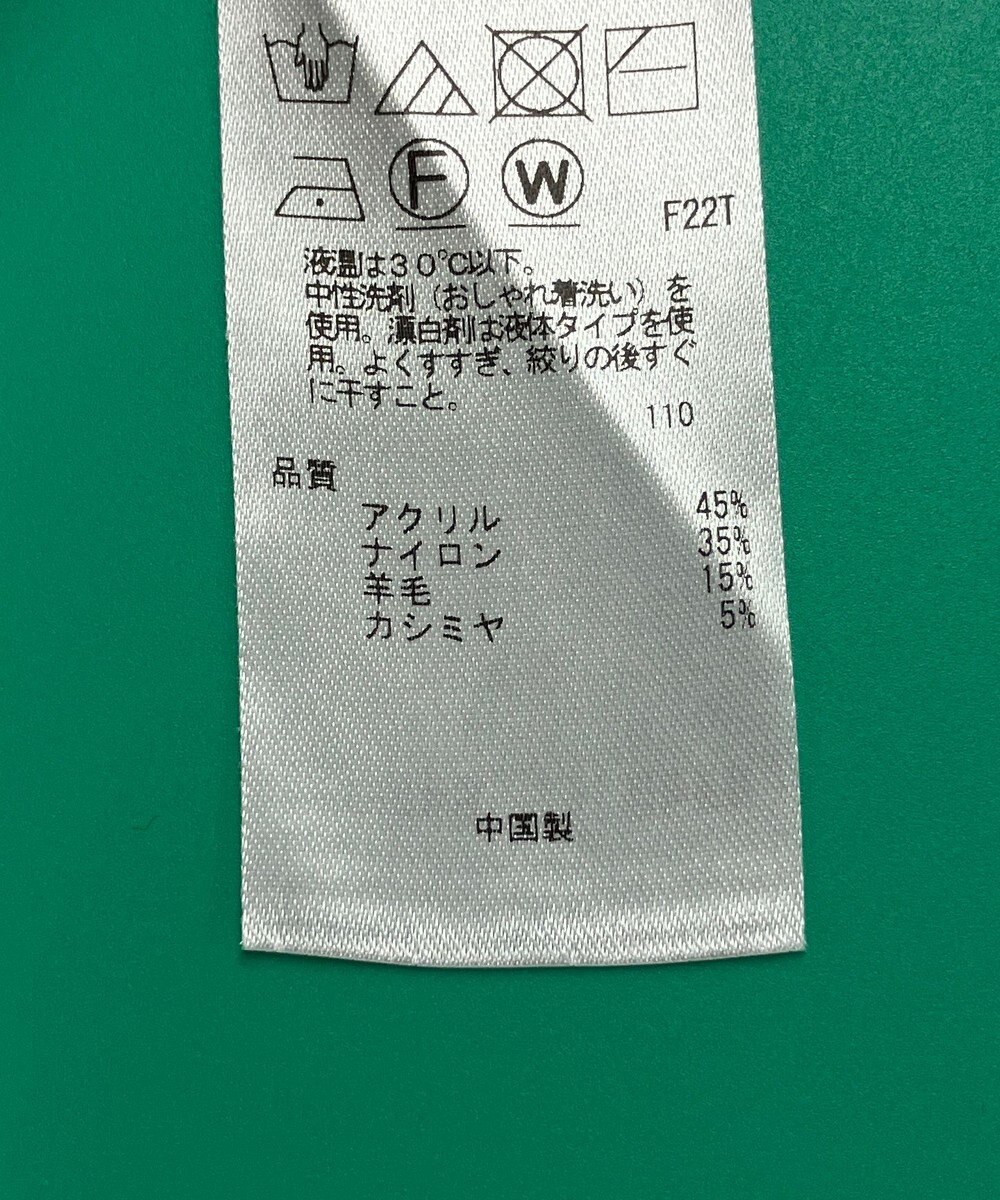 F
W
F22T
液温は30℃以下。
中性洗剤（おしゃれ着洗い）を
使用。漂白剤は液体タイプを使
用。よくすすぎ、絞りの後すぐ
に干すこと。
110
品質
アクリル 45%
ナイロン 35%
羊毛 15%
カシミヤ 5%
中国製